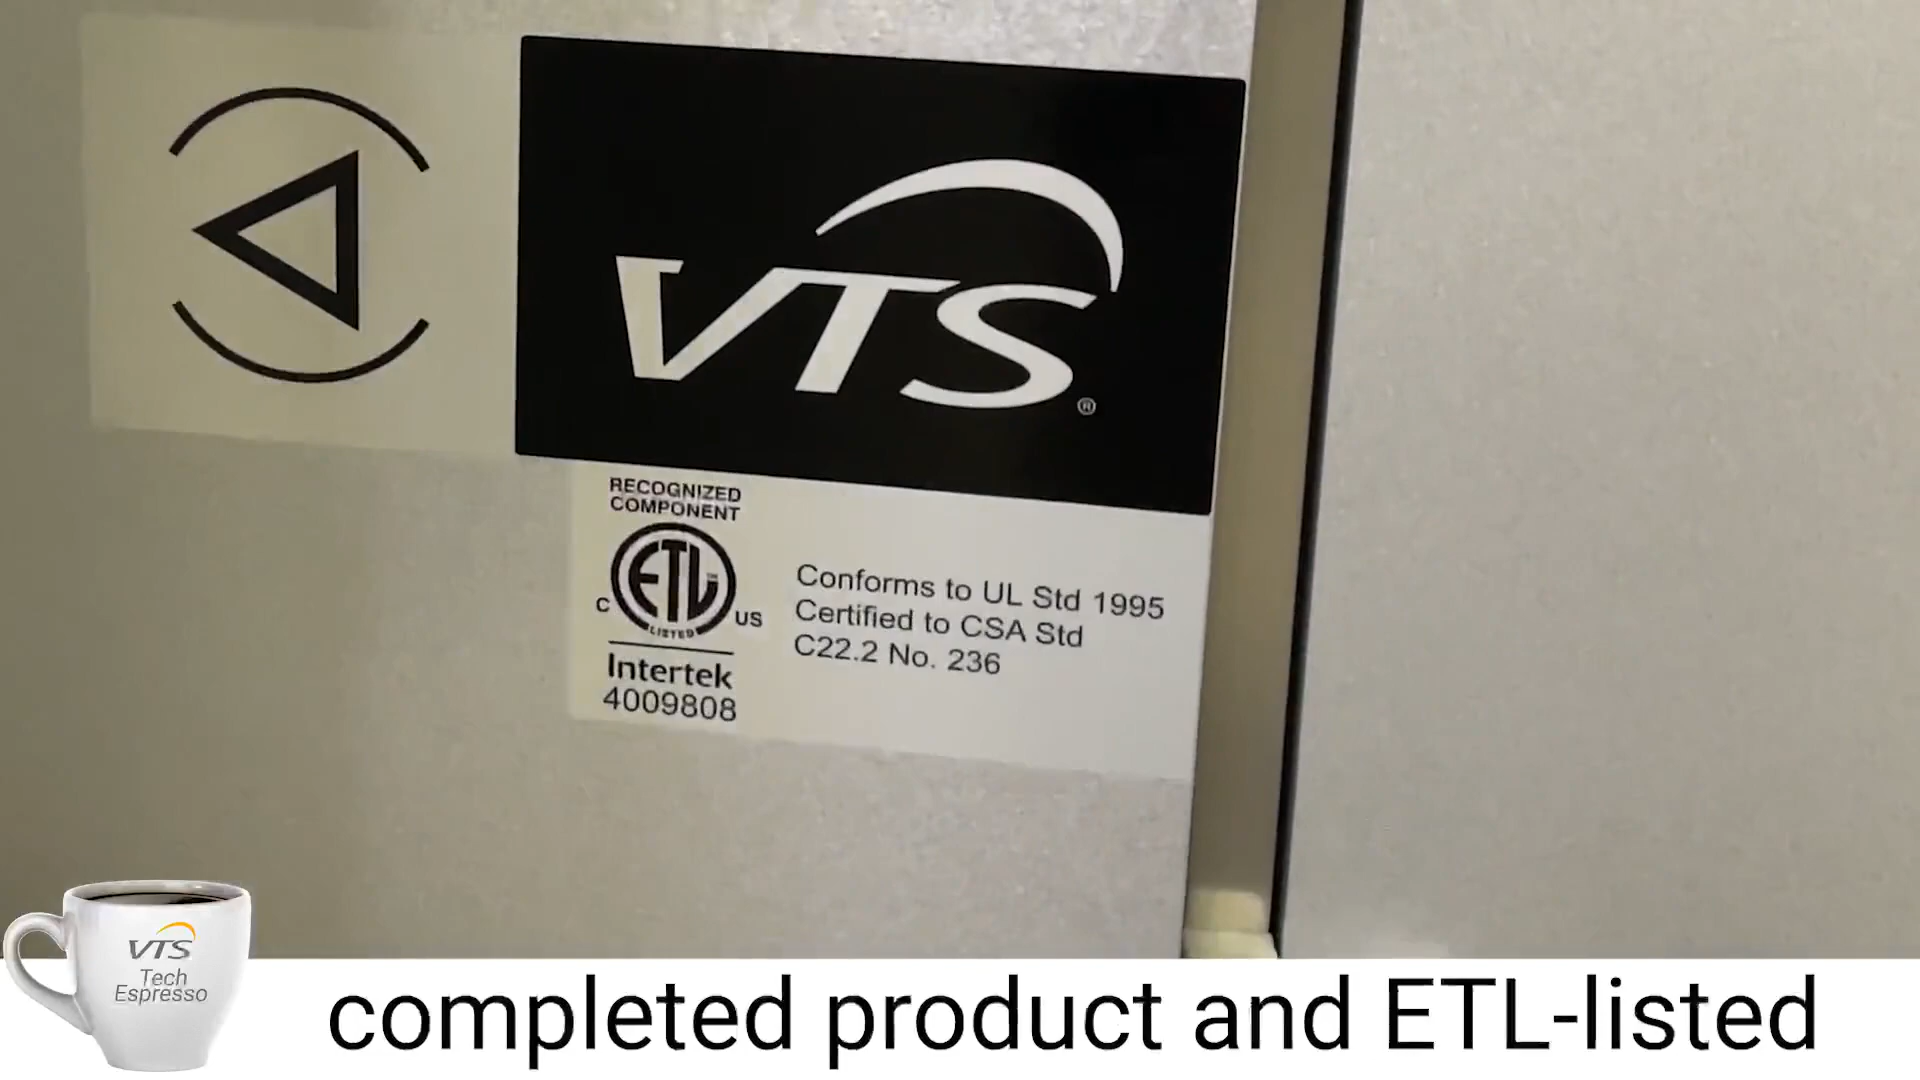 VTS®
RECOGNIZED
COMPONENT
ETL™
C
US
LISTED
Intertek
4009808
Conforms to UL Std 1995
Certified to CSA Std
C22.2 No. 236
VTS
Tech
Espresso
completed product and ETL-listed